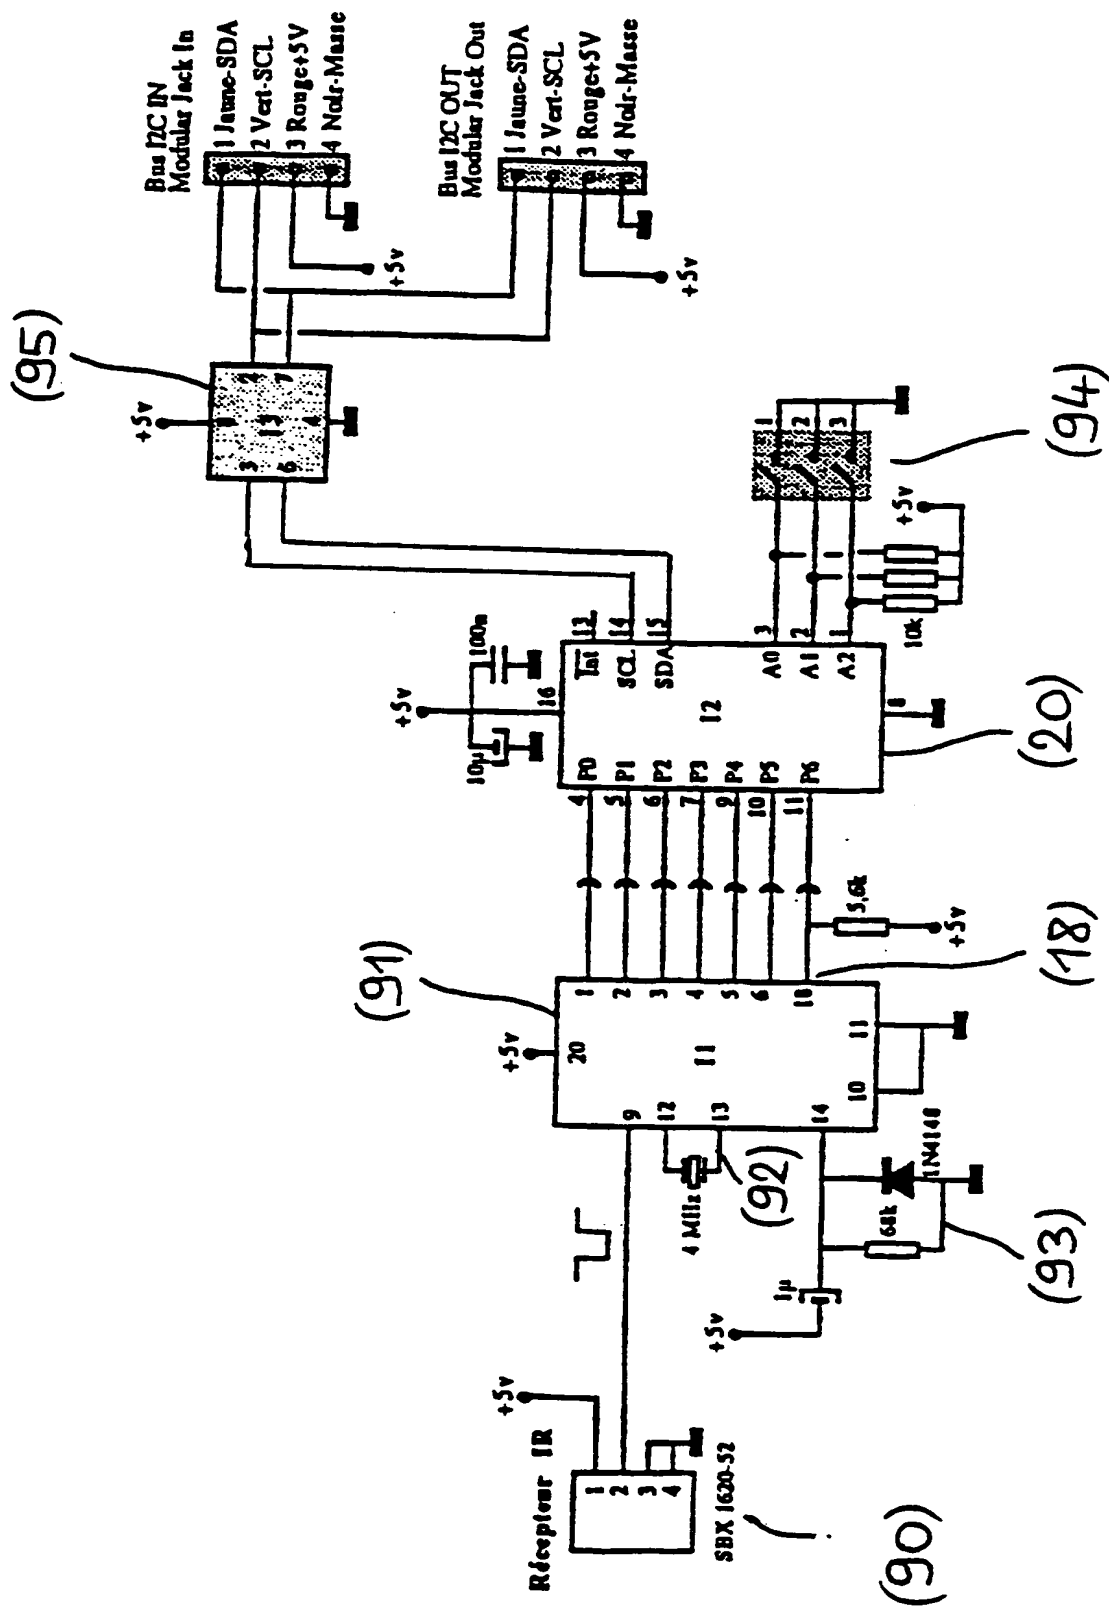 Récepteur IR
1
2
3
4
SBX 1620-52
(90)
+5v
+5v
1µ
68k
1N4148
(93)
4 MHz
(92)
9
12
13
14
20
+5v
I1
10
11
(91)
1
2
3
4
5
6
18
(18)
5,6k
+5v
4 P0
5 P1
6 P2
7 P3
9 P4
10 P5
11 P6
I2
8
(20)
+5v
10µ
100n
16
Int 13
SCL 14
SDA 15
A0 3
A1 2
A2 1
10k
+5v
1
2
3
(94)
(95)
+5v
I3
3
6
2
7
4
Bus I2C IN
Modular Jack In
1 Jaune-SDA
2 Vert-SCL
3 Rouge+5V
4 Noir-Masse
+5v
Bus I2C OUT
Modular Jack Out
1 Jaune-SDA
2 Vert-SCL
3 Rouge+5V
4 Noir-Masse
+5v